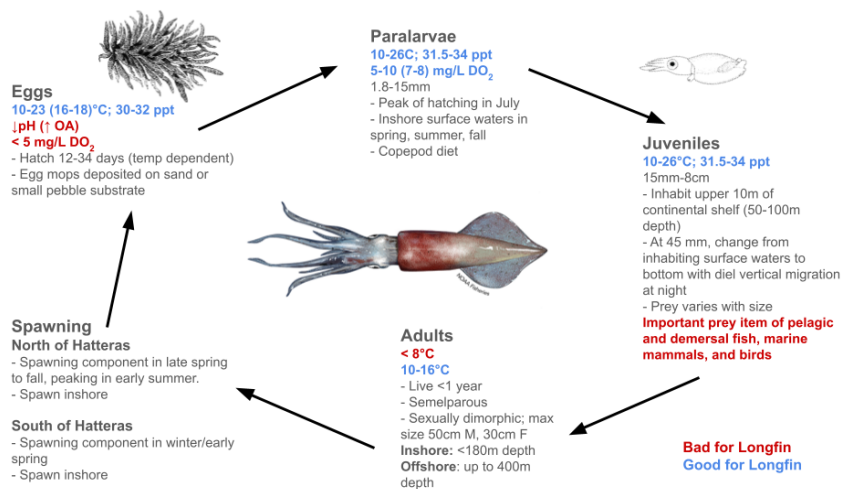 Paralarvae
10-26C; 31.5-34 ppt
5-10 (7-8) mg/L DO2
1.8-15mm
- Peak of hatching in July
- Inshore surface waters in
spring, summer, fall
- Copepod diet
Juveniles
10-26°C; 31.5-34 ppt
15mm-8cm
- Inhabit upper 10m of
continental shelf (50-100m
depth)
- At 45 mm, change from
inhabiting surface waters to
bottom with diel vertical migration
at night
- Prey varies with size
Important prey item of pelagic
and demersal fish, marine
mammals, and birds
Adults
< 8°C
10-16°C
- Live <1 year
- Semelparous
- Sexually dimorphic; max
size 50cm M, 30cm F
Inshore: <180m depth
Offshore: up to 400m
depth
Spawning
North of Hatteras
- Spawning component in late spring
to fall, peaking in early summer.
- Spawn inshore
South of Hatteras
- Spawning component in winter/early
spring
- Spawn inshore
Eggs
10-23 (16-18)°C; 30-32 ppt
↓pH (↑ OA)
< 5 mg/L DO2
- Hatch 12-34 days (temp dependent)
- Egg mops deposited on sand or
small pebble substrate
NOAA Fisheries
Bad for Longfin
Good for Longfin